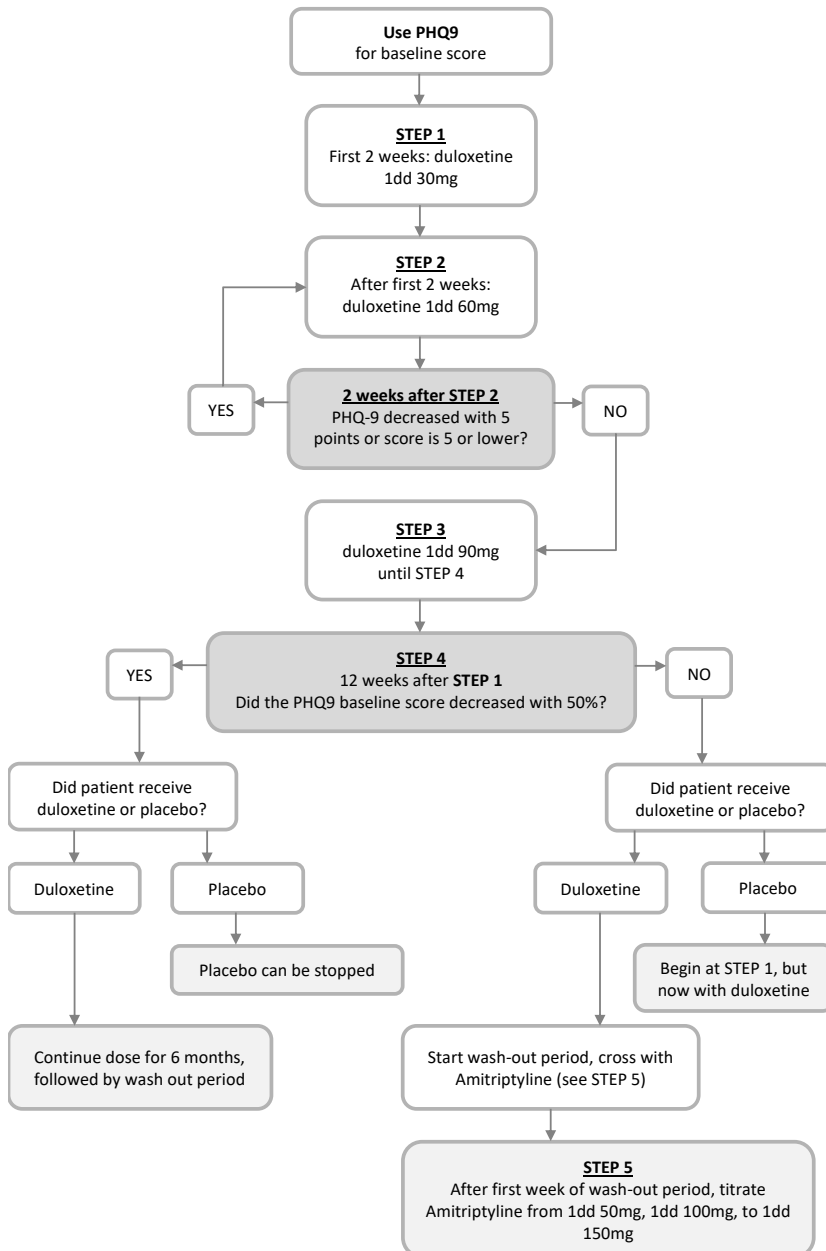 Use PHQ9
for baseline score
STEP 1
First 2 weeks: duloxetine
1dd 30mg
STEP 2
After first 2 weeks:
duloxetine 1dd 60mg
YES
2 weeks after STEP 2
PHQ-9 decreased with 5
points or score is 5 or lower?
NO
STEP 3
duloxetine 1dd 90mg
until STEP 4
YES
STEP 4
12 weeks after STEP 1
Did the PHQ9 baseline score decreased with 50%?
NO
Did patient receive
duloxetine or placebo?
Did patient receive
duloxetine or placebo?
Duloxetine
Placebo
Duloxetine
Placebo
Placebo can be stopped
Begin at STEP 1, but
now with duloxetine
Continue dose for 6 months,
followed by wash out period
Start wash-out period, cross with
Amitriptyline (see STEP 5)
STEP 5
After first week of wash-out period, titrate
Amitriptyline from 1dd 50mg, 1dd 100mg, to 1dd
150mg